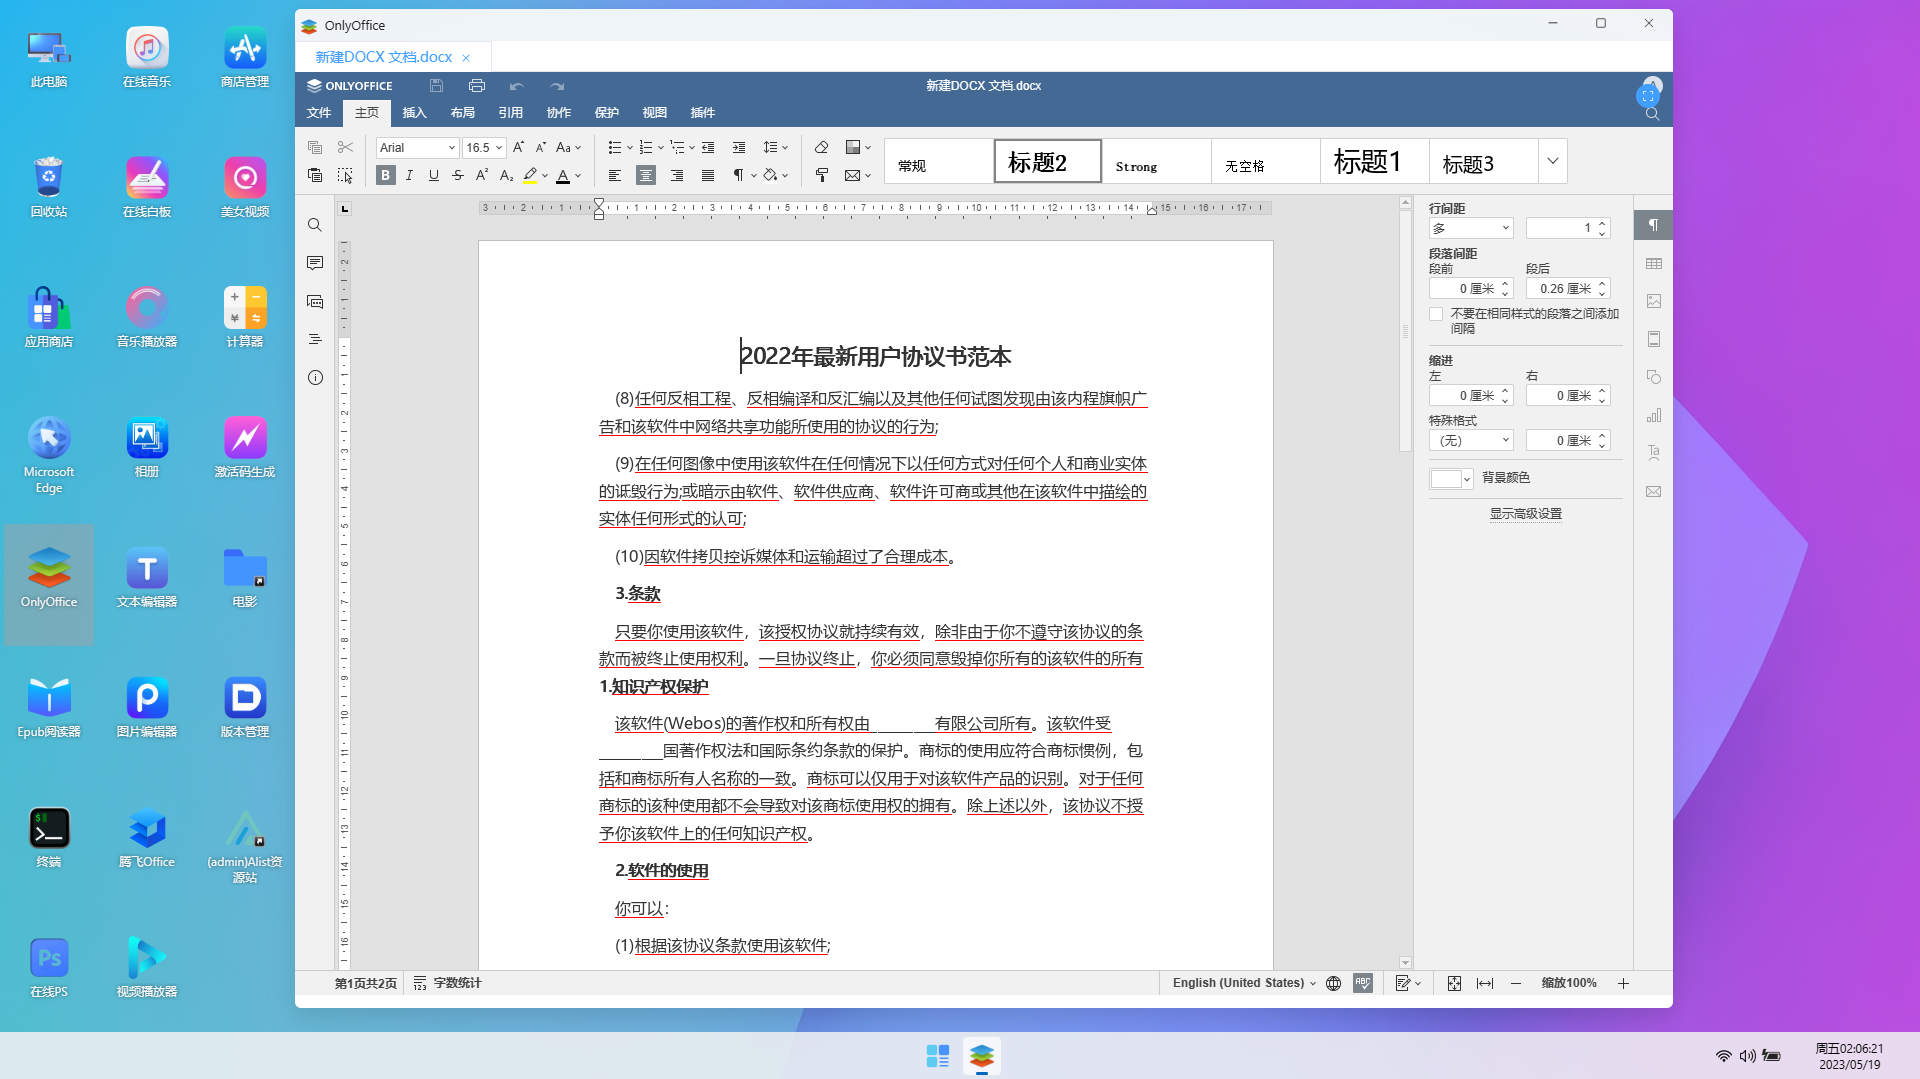 此电脑
在线音乐
商店管理
回收站
在线白板
美女视频
应用商店
音乐播放器
计算器
Microsoft
Edge
相册
激活码生成
OnlyOffice
文本编辑器
电影
Epub阅读器
图片编辑器
版本管理
终端
腾飞Office
(admin)Alist资
源站
在线PS
视频播放器
OnlyOffice
新建DOCX 文档.docx
ONLYOFFICE
新建DOCX 文档.docx
文件 主页 插入 布局 引用 协作 保护 视图 插件
Arial 16.5
常规 标题2 Strong 无空格 标题1 标题3
2022年最新用户协议书范本
(8)任何反相工程、反相编译和反汇编以及其他任何试图发现由该内程旗帜广
告和该软件中网络共享功能所使用的协议的行为;
(9)在任何图像中使用该软件在任何情况下以任何方式对任何个人和商业实体
的诋毁行为;或暗示由软件、软件供应商、软件许可商或其他在该软件中描绘的
实体任何形式的认可;
(10)因软件拷贝控诉媒体和运输超过了合理成本。
3.条款
只要你使用该软件，该授权协议就持续有效，除非由于你不遵守该协议的条
款而被终止使用权利。一旦协议终止，你必须同意毁掉你所有的该软件的所有
1.知识产权保护
该软件(Webos)的著作权和所有权由________有限公司所有。该软件受
________国著作权法和国际条约条款的保护。商标的使用应符合商标惯例，包
括和商标所有人名称的一致。商标可以仅用于对该软件产品的识别。对于任何
商标的该种使用都不会导致对该商标使用权的拥有。除上述以外，该协议不授
予你该软件上的任何知识产权。
2.软件的使用
你可以：
(1)根据该协议条款使用该软件;
行间距
多 1
段落间距
段前 段后
0 厘米 0.26 厘米
不要在相同样式的段落之间添加
间隔
缩进
左 右
0 厘米 0 厘米
特殊格式
(无) 0 厘米
背景颜色
显示高级设置
第1页共2页 字数统计
English (United States)
缩放100%
周五02:06:21
2023/05/19